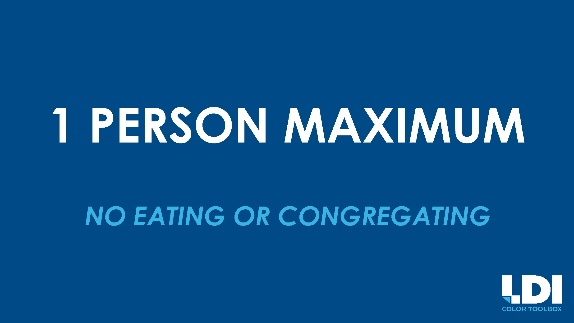 1 PERSON MAXIMUM
NO EATING OR CONGREGATING
LDI
COLOR TOOLBOX